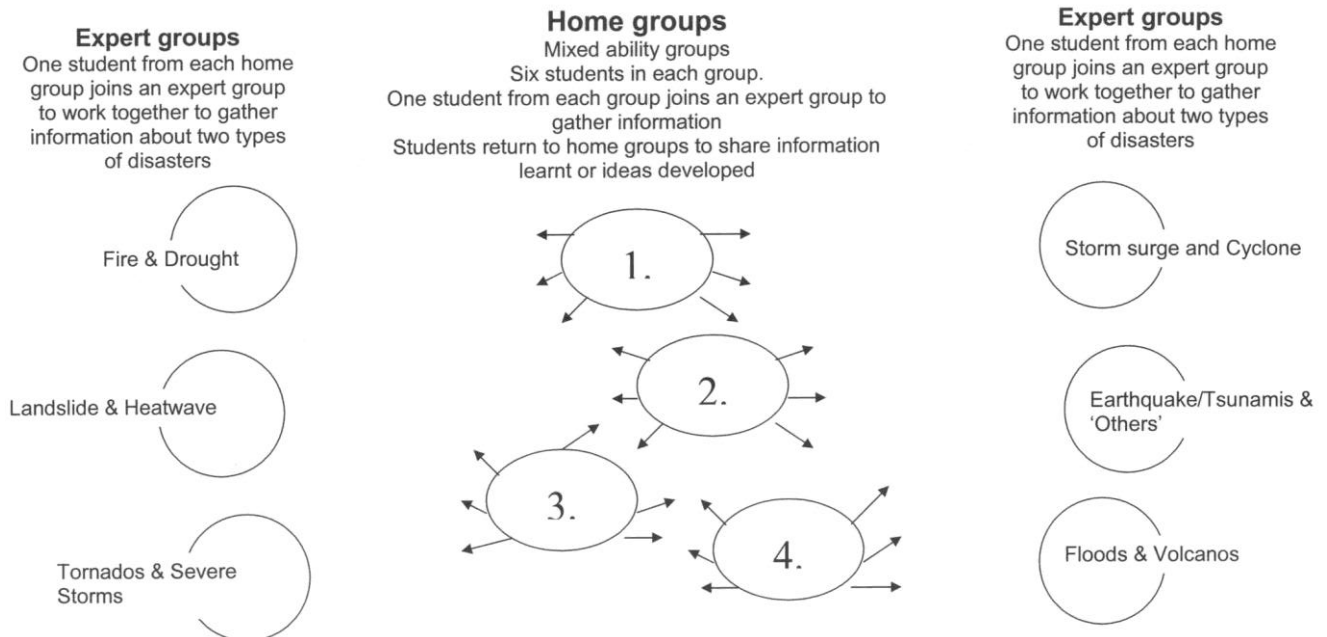 Expert groups
One student from each home
group joins an expert group
to work together to gather
information about two types
of disasters
Fire & Drought
Landslide & Heatwave
Tornados & Severe
Storms
Home groups
Mixed ability groups
Six students in each group.
One student from each group joins an expert group to
gather information
Students return to home groups to share information
learnt or ideas developed
1.
2.
3.
4.
Expert groups
One student from each home
group joins an expert group
to work together to gather
information about two types
of disasters
Storm surge and Cyclone
Earthquake/Tsunamis &
‘Others’
Floods & Volcanos